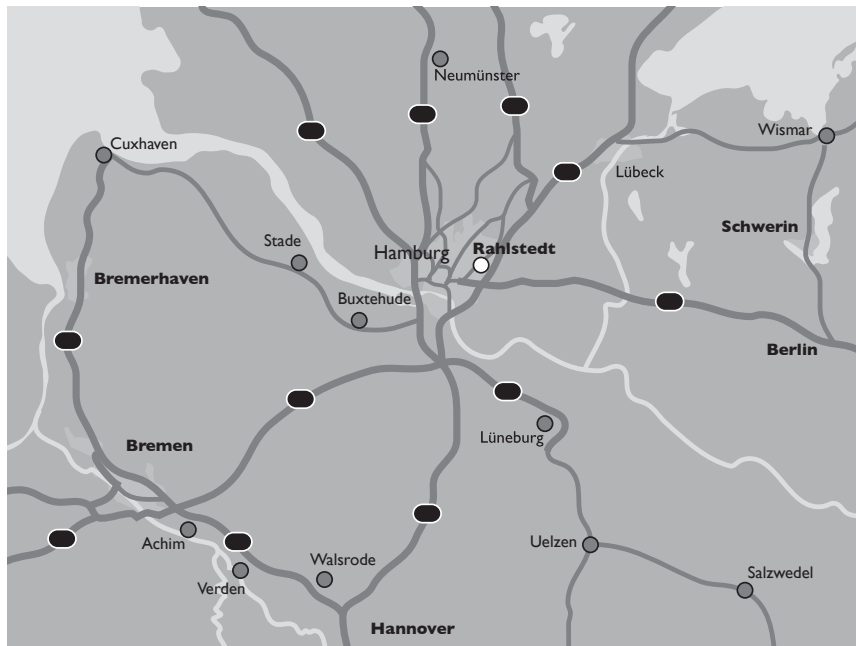 Neumünster
Wismar
Cuxhaven
Lübeck
Schwerin
Stade
Hamburg
Rahlstedt
Bremerhaven
Buxtehude
Berlin
Lüneburg
Bremen
Uelzen
Achim
Walsrode
Salzwedel
Verden
Hannover